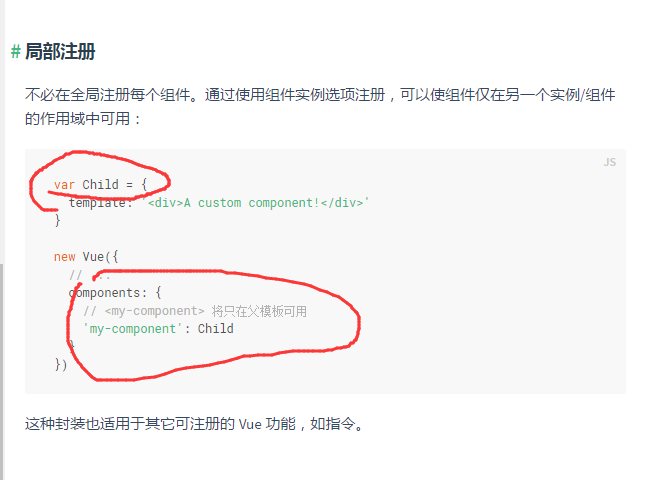 # 局部注册
不必在全局注册每个组件。通过使用组件实例选项注册，可以使组件仅在另一个实例/组件
的作用域中可用：
JS
var Child = {
template: '<div>A custom component!</div>'
}
new Vue({
// ...
components: {
// <my-component> 将只在父模板可用
'my-component': Child
}
})
这种封装也适用于其它可注册的 Vue 功能，如指令。